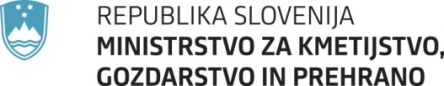 REPUBLIKA SLOVENIJA
MINISTRSTVO ZA KMETIJSTVO,
GOZDARSTVO IN PREHRANO